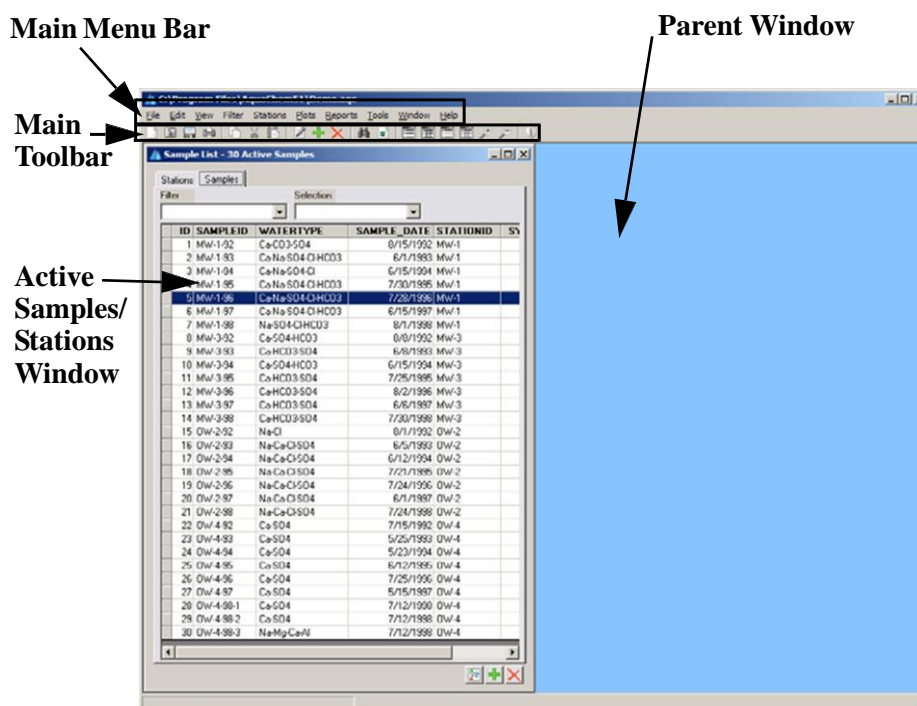 Main Menu Bar
Parent Window
C:\Program Files\AquaChem51\Demo.aqc
File Edit View Filter Stations Plots Reports Tools Window Help
Main
Toolbar
Sample List - 30 Active Samples
Stations Samples
Filter Selection
ID SAMPLEID WATERTYPE SAMPLE_DATE STATIONID SY
1 MW-1-92 Ca-CO3-SO4 8/15/1992 MW-1
2 MW-1-93 Ca-Na-SO4-Cl-HCO3 6/1/1993 MW-1
3 MW-1-94 Ca-Na-SO4-Cl 6/15/1994 MW-1
4 MW-1-95 Ca-Na-SO4-Cl-HCO3 7/30/1995 MW-1
5 MW-1-96 Ca-Na-SO4-Cl-HCO3 7/28/1996 MW-1
6 MW-1-97 Ca-Na-SO4-Cl-HCO3 6/15/1997 MW-1
7 MW-1-98 Na-SO4-Cl-HCO3 8/1/1998 MW-1
8 MW-3-92 Ca-SO4-HCO3 8/8/1992 MW-3
9 MW-3-93 Ca-HCO3-SO4 6/8/1993 MW-3
10 MW-3-94 Ca-SO4-HCO3 6/15/1994 MW-3
11 MW-3-95 Ca-HCO3-SO4 7/25/1995 MW-3
12 MW-3-96 Ca-HCO3-SO4 8/2/1996 MW-3
13 MW-3-97 Ca-HCO3-SO4 6/6/1997 MW-3
14 MW-3-98 Ca-HCO3-SO4 7/30/1998 MW-3
15 OW-2-92 Na-Cl 8/1/1992 OW-2
16 OW-2-93 Na-Ca-Cl-SO4 6/5/1993 OW-2
17 OW-2-94 Na-Ca-Cl-SO4 6/12/1994 OW-2
18 OW-2-95 Na-Ca-Cl-SO4 7/21/1995 OW-2
19 OW-2-96 Na-Ca-Cl-SO4 7/24/1996 OW-2
20 OW-2-97 Na-Ca-Cl-SO4 6/1/1997 OW-2
21 OW-2-98 Na-Ca-Cl-SO4 7/24/1998 OW-2
22 OW-4-92 Ca-SO4 7/15/1992 OW-4
23 OW-4-93 Ca-SO4 5/25/1993 OW-4
24 OW-4-94 Ca-SO4 5/23/1994 OW-4
25 OW-4-95 Ca-SO4 6/12/1995 OW-4
26 OW-4-96 Ca-SO4 7/25/1996 OW-4
27 OW-4-97 Ca-SO4 5/15/1997 OW-4
28 OW-4-98-1 Ca-SO4 7/12/1998 OW-4
29 OW-4-98-2 Ca-SO4 7/12/1998 OW-4
30 OW-4-98-3 Na-Mg-Ca-Al 7/12/1998 OW-4
Active
Samples/
Stations
Window